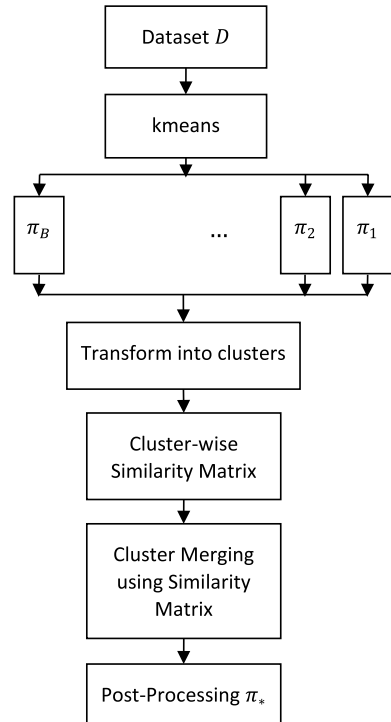 Dataset D
kmeans
π_B ... π_2 π_1
Transform into clusters
Cluster-wise
Similarity Matrix
Cluster Merging
using Similarity
Matrix
Post-Processing π_*